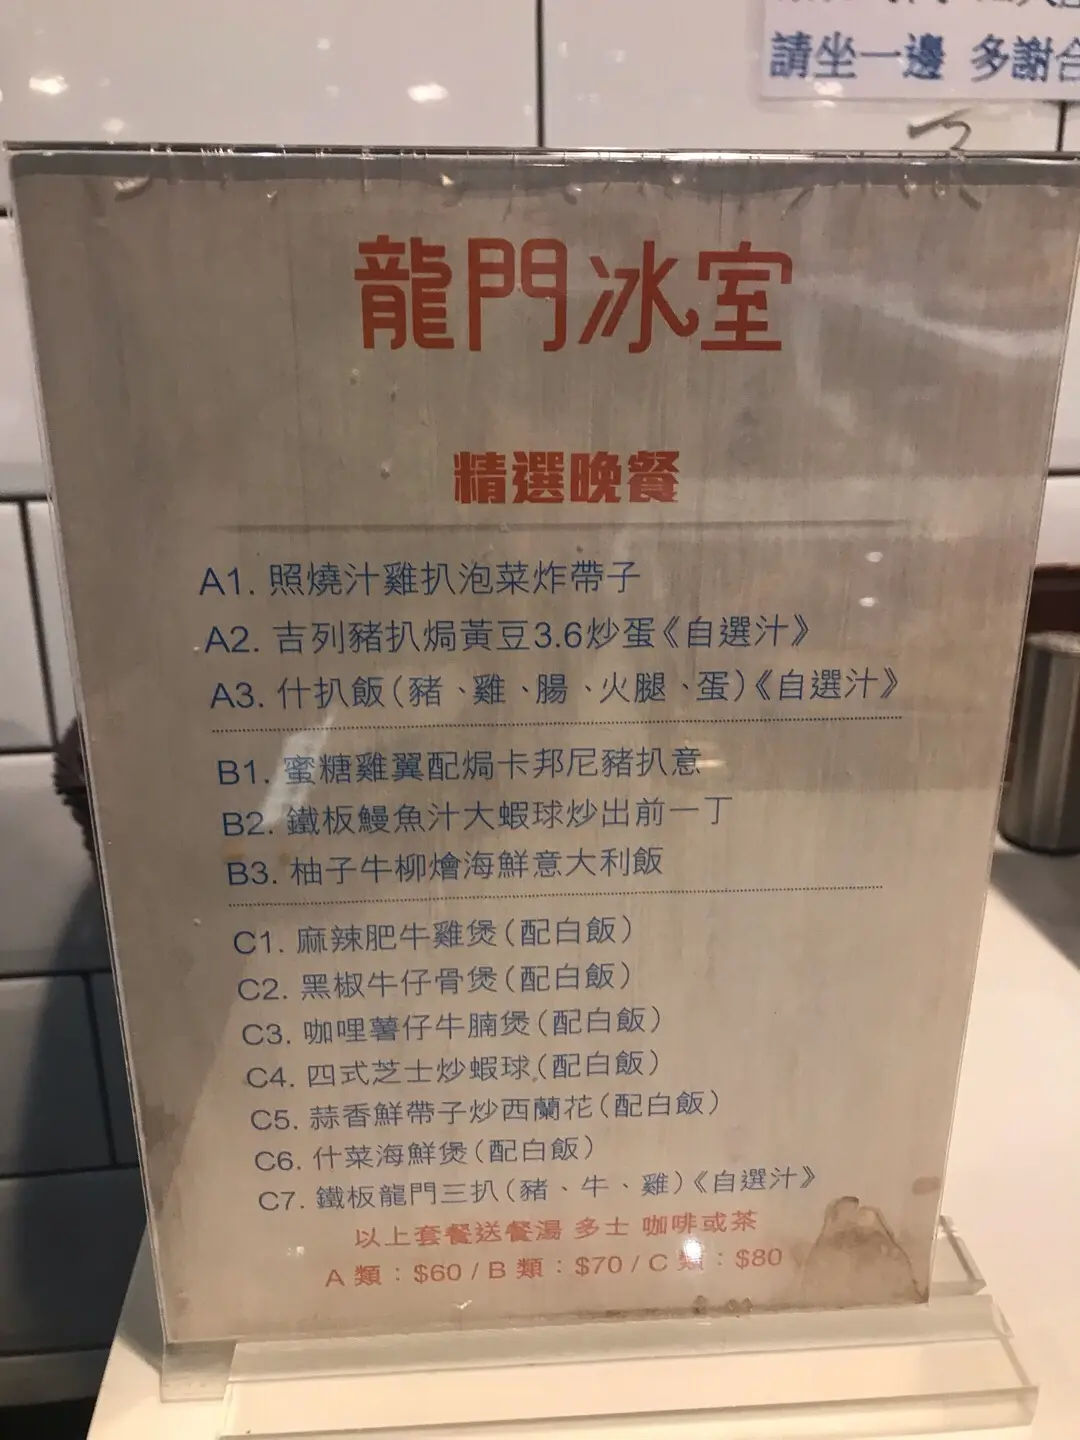 請坐一邊 多謝合
龍門冰室
精選晚餐
A1. 照燒汁雞扒泡菜炸帶子
A2. 吉列豬扒焗黃豆3.6炒蛋《自選汁》
A3. 什扒飯(豬、雞、腸、火腿、蛋)《自選汁》
B1. 蜜糖雞翼配焗卡邦尼豬扒意
B2. 鐵板鰻魚汁大蝦球炒出前一丁
B3. 柚子牛柳燴海鮮意大利飯
C1. 麻辣肥牛雞煲(配白飯)
C2. 黑椒牛仔骨煲(配白飯)
C3. 咖哩薯仔牛腩煲(配白飯)
C4. 四式芝士炒蝦球(配白飯)
C5. 蒜香鮮帶子炒西蘭花(配白飯)
C6. 什菜海鮮煲(配白飯)
C7. 鐵板龍門三扒(豬、牛、雞)《自選汁》
以上套餐送餐湯 多士 咖啡或茶
A 類：$60 / B 類：$70 / C 類：$80